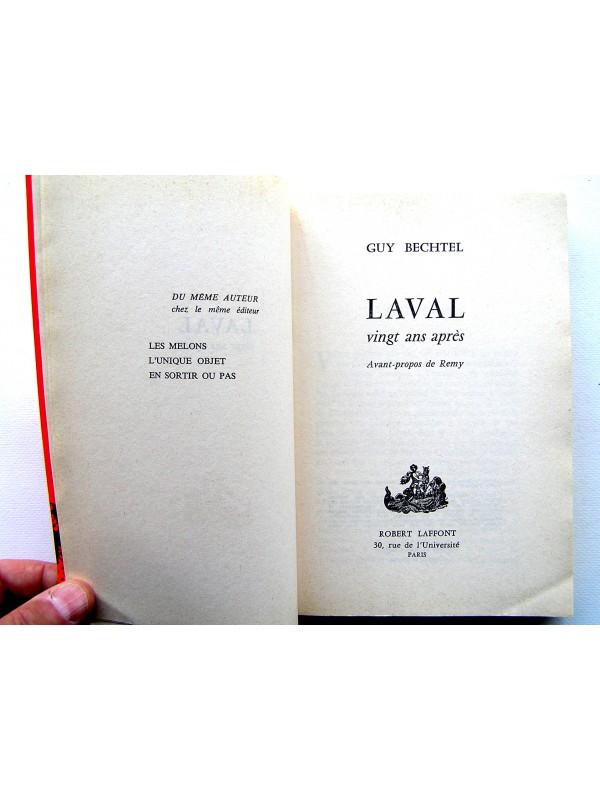 DU MÊME AUTEUR
chez le même éditeur
LES MELONS
L'UNIQUE OBJET
EN SORTIR OU PAS
GUY BECHTEL
LAVAL
vingt ans après
Avant-propos de Remy
ROBERT LAFFONT
30, rue de l'Université
PARIS